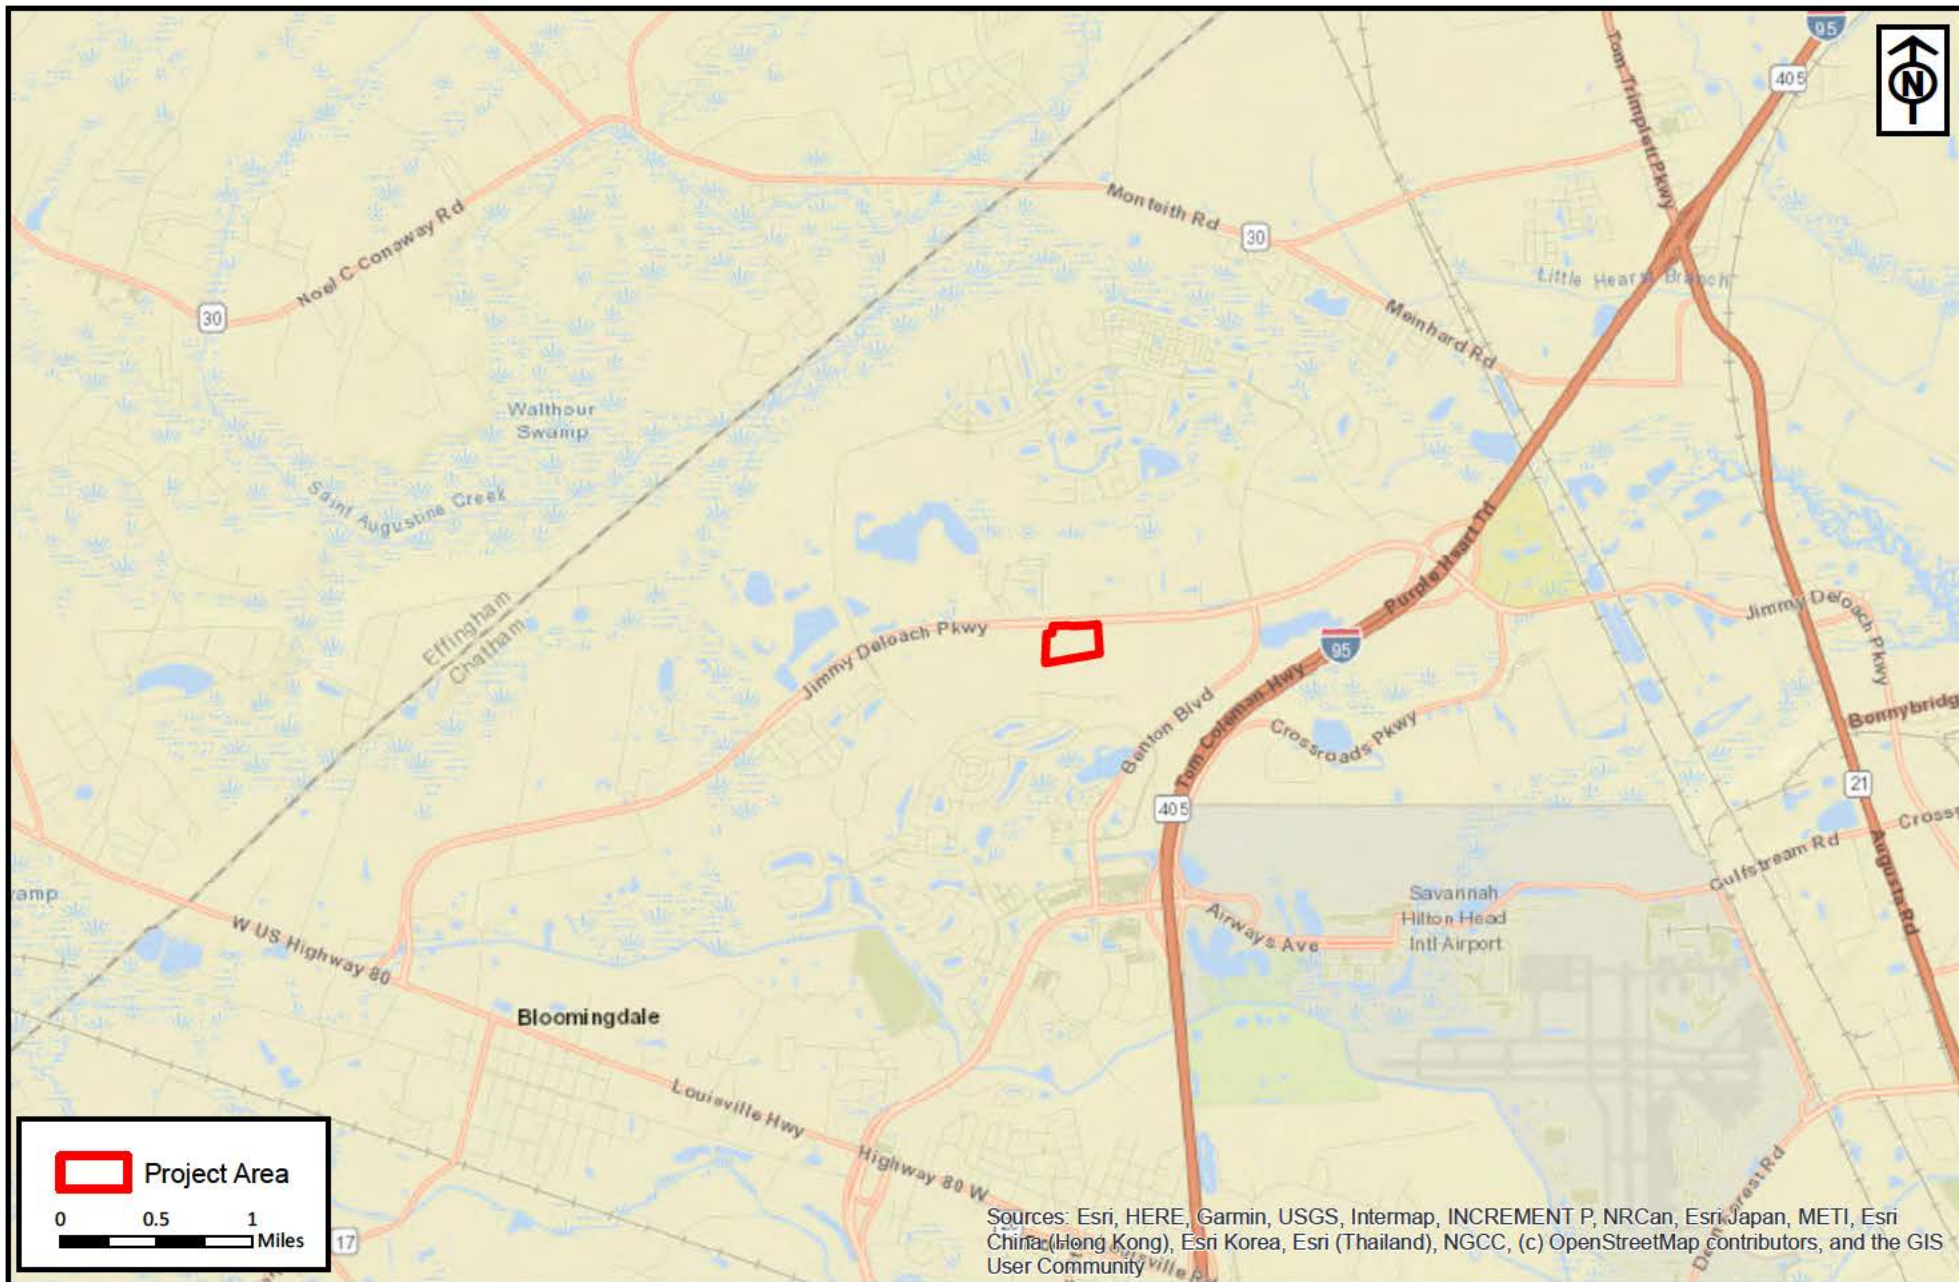 95
405
N
Tom Trimplett Pkwy
Monteith Rd
30
Noel C Conaway Rd
30
Little Hearst Branch
Meinhard Rd
Walthour
Swamp
Saint Augustine Creek
Purple Heart Trl
Effingham
Chatham
Jimmy Deloach Pkwy
Jimmy Deloach Pkwy
95
Tom Coleman Hwy
Benton Blvd
Crossroads Pkwy
Bonnybridg
405
21
Cross
Gulfstream Rd
Augusta Rd
Savannah
Hilton Head
Intl Airport
Airways Ave
wamp
W US Highway 80
Bloomingdale
Louisville Hwy
Highway 80 W
Project Area
0 0.5 1
Miles
17
Sources: Esri, HERE, Garmin, USGS, Intermap, INCREMENT P, NRCan, Esri Japan, METI, Esri
China (Hong Kong), Esri Korea, Esri (Thailand), NGCC, (c) OpenStreetMap contributors, and the GIS
User Community